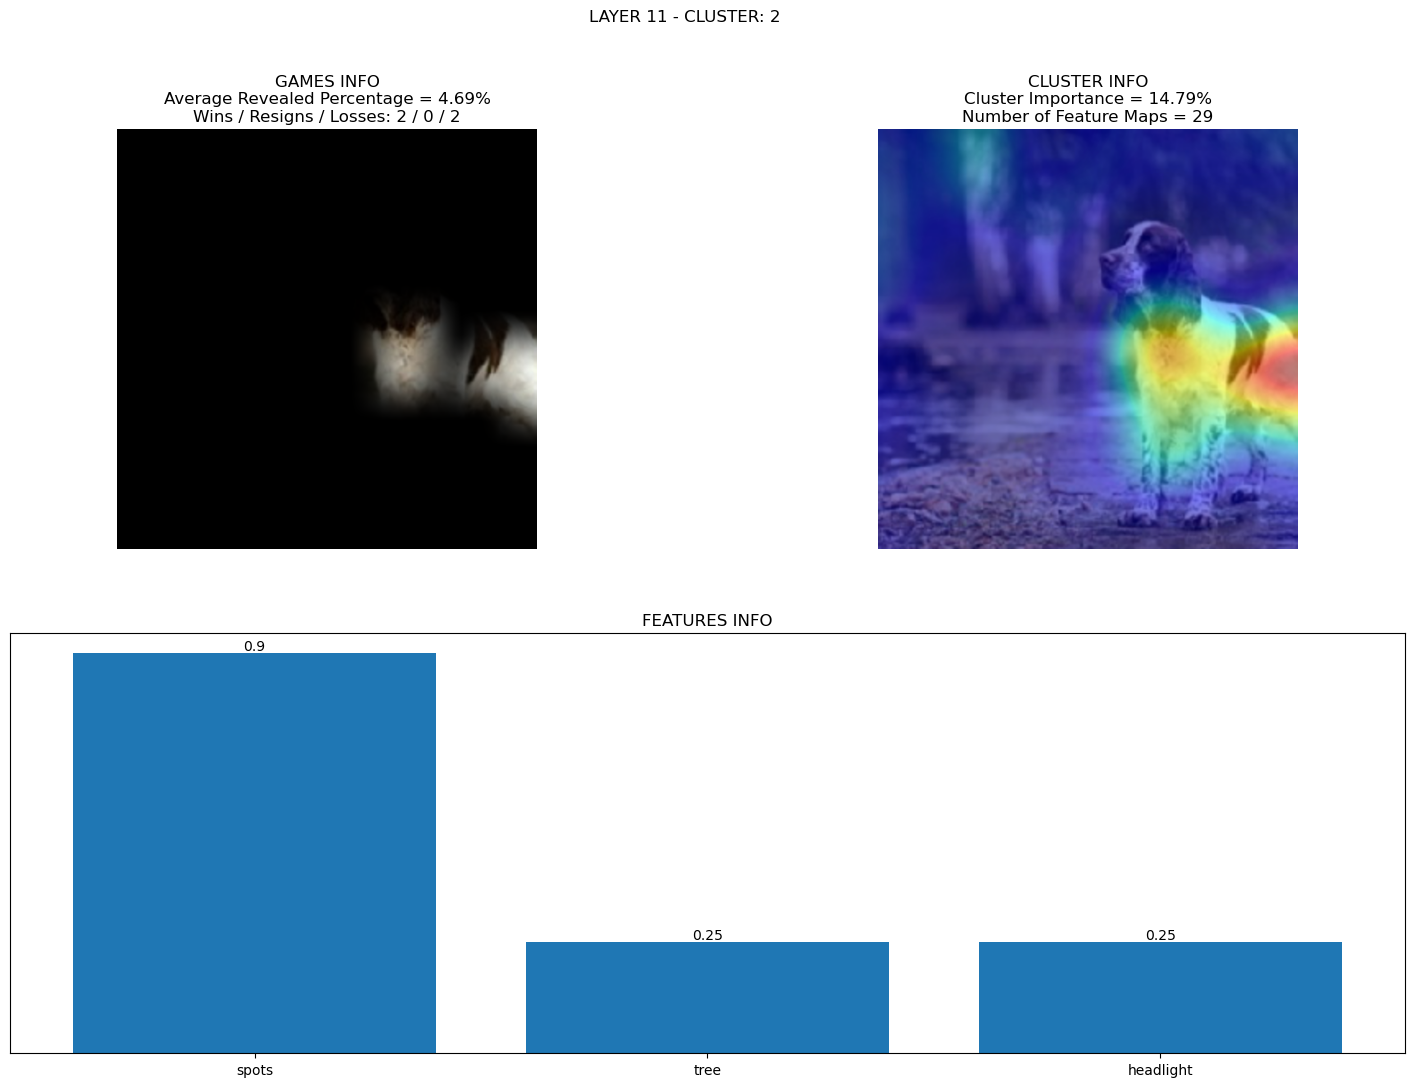 LAYER 11 - CLUSTER: 2
GAMES INFO
Average Revealed Percentage = 4.69%
Wins / Resigns / Losses: 2 / 0 / 2
CLUSTER INFO
Cluster Importance = 14.79%
Number of Feature Maps = 29
FEATURES INFO
0.9
0.25
0.25
spots
tree
headlight